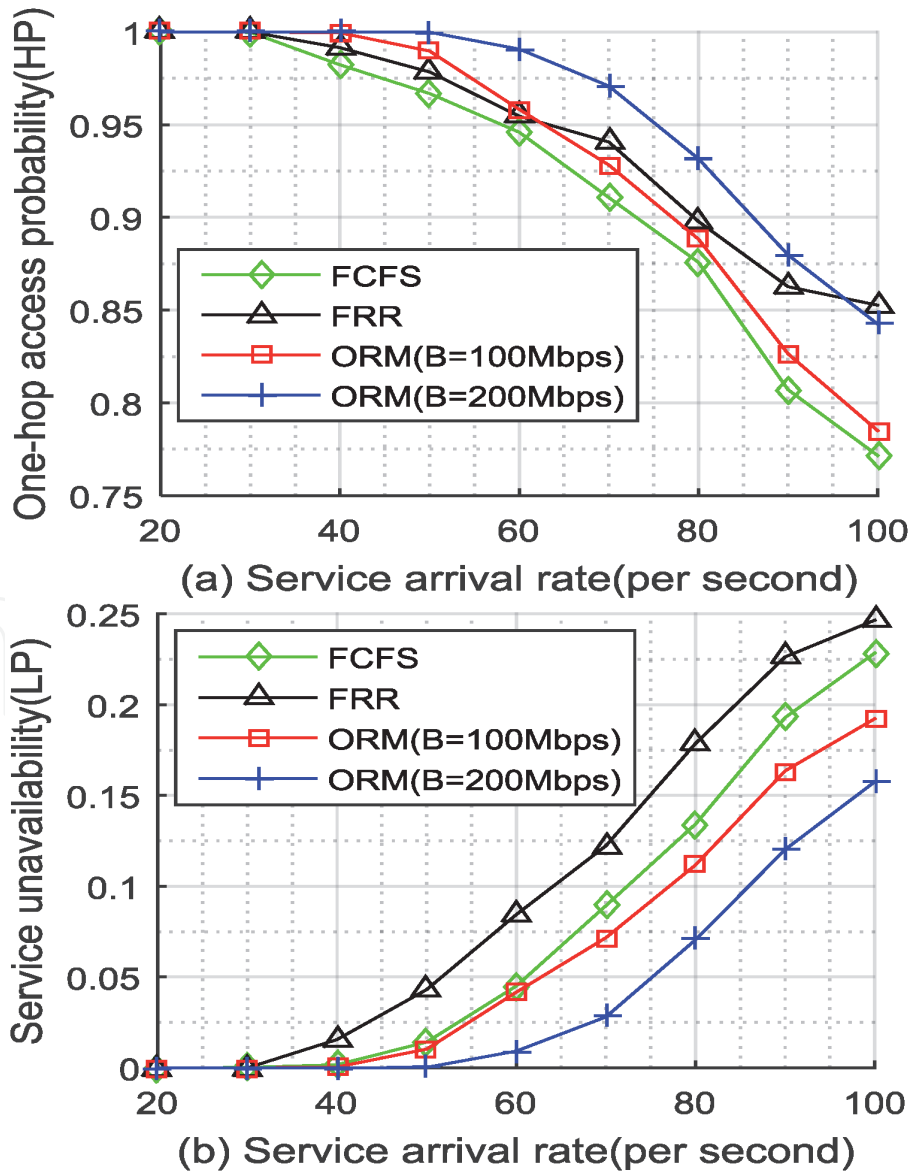 One-hop access probability(HP)
1
0.95
0.9
0.85
0.8
0.75
FCFS
FRR
ORM(B=100Mbps)
ORM(B=200Mbps)
20
40
60
80
100
(a) Service arrival rate(per second)
Service unavailability(LP)
0.25
0.2
0.15
0.1
0.05
0
FCFS
FRR
ORM(B=100Mbps)
ORM(B=200Mbps)
20
40
60
80
100
(b) Service arrival rate(per second)